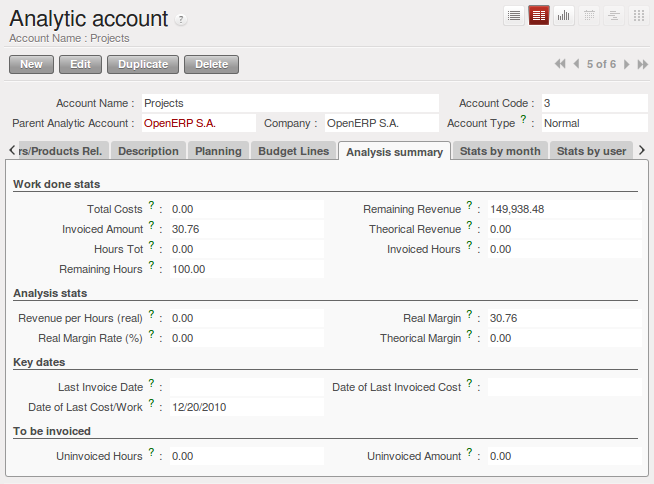 Analytic account ?
Account Name : Projects
New Edit Duplicate Delete 5 of 6
Account Name : Projects Account Code : 3
Parent Analytic Account : OpenERP S.A. Company : OpenERP S.A. Account Type ? : Normal
rs/Products Rel. Description Planning Budget Lines Analysis summary Stats by month Stats by user
Work done stats
Total Costs ? : 0.00 Remaining Revenue ? : 149,938.48
Invoiced Amount ? : 30.76 Theorical Revenue ? : 0.00
Hours Tot ? : 0.00 Invoiced Hours ? : 0.00
Remaining Hours ? : 100.00
Analysis stats
Revenue per Hours (real) ? : 0.00 Real Margin ? : 30.76
Real Margin Rate (%) ? : 0.00 Theorical Margin ? : 0.00
Key dates
Last Invoice Date ? : Date of Last Invoiced Cost ? :
Date of Last Cost/Work ? : 12/20/2010
To be invoiced
Uninvoiced Hours ? : 0.00 Uninvoiced Amount ? : 0.00